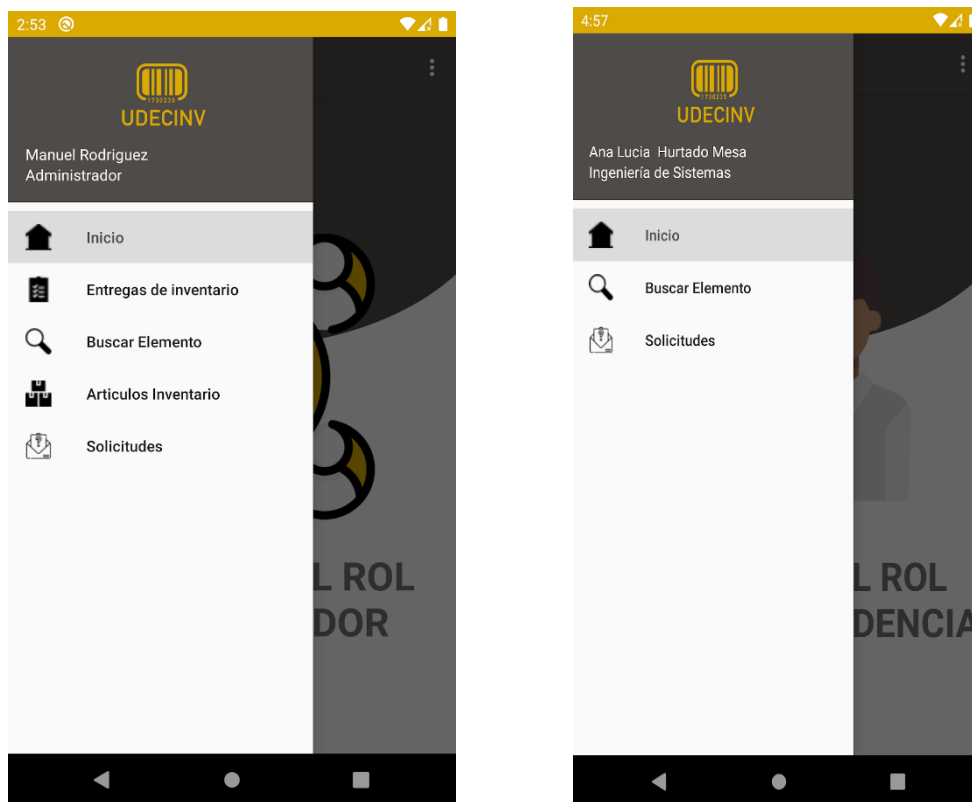 2:53
1730235
UDECINV
Manuel Rodriguez
Administrador
Inicio
Entregas de inventario
Buscar Elemento
Articulos Inventario
Solicitudes
L ROL
DOR
4:57
UDECINV
Ana Lucia Hurtado Mesa
Ingeniería de Sistemas
Inicio
Buscar Elemento
Solicitudes
L ROL
DENCIA